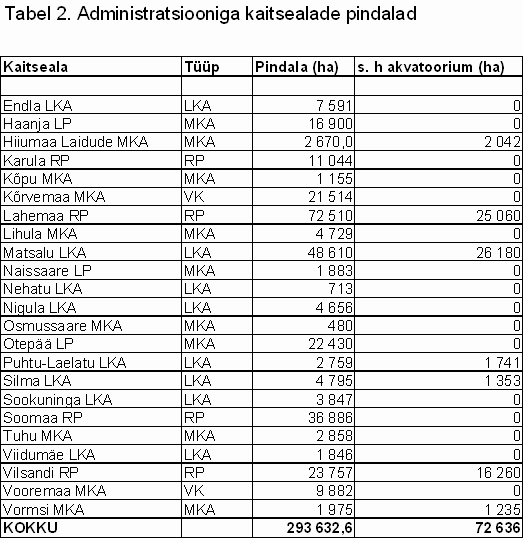 Tabel 2. Administratsiooniga kaitsealade pindalad
Kaitseala Tüüp Pindala (ha) s. h akvatoorium (ha)
Endla LKA LKA 7 591 0
Haanja LP MKA 16 900 0
Hiiumaa Laidude MKA MKA 2 670,0 2 042
Karula RP RP 11 044 0
Kõpu MKA MKA 1 155 0
Kõrvemaa MKA VK 21 514 0
Lahemaa RP RP 72 510 25 060
Lihula MKA MKA 4 729 0
Matsalu LKA LKA 48 610 26 180
Naissaare LP MKA 1 883 0
Nehatu LKA LKA 713 0
Nigula LKA LKA 4 656 0
Osmussaare MKA MKA 480 0
Otepää LP MKA 22 430 0
Puhtu-Laelatu LKA LKA 2 759 1 741
Silma LKA LKA 4 795 1 353
Sookuninga LKA LKA 3 847 0
Soomaa RP RP 36 886 0
Tuhu MKA MKA 2 858 0
Viidumäe LKA LKA 1 846 0
Vilsandi RP RP 23 757 16 260
Vooremaa MKA VK 9 882 0
Vormsi MKA MKA 1 975 1 235
KOKKU 293 632,6 72 636